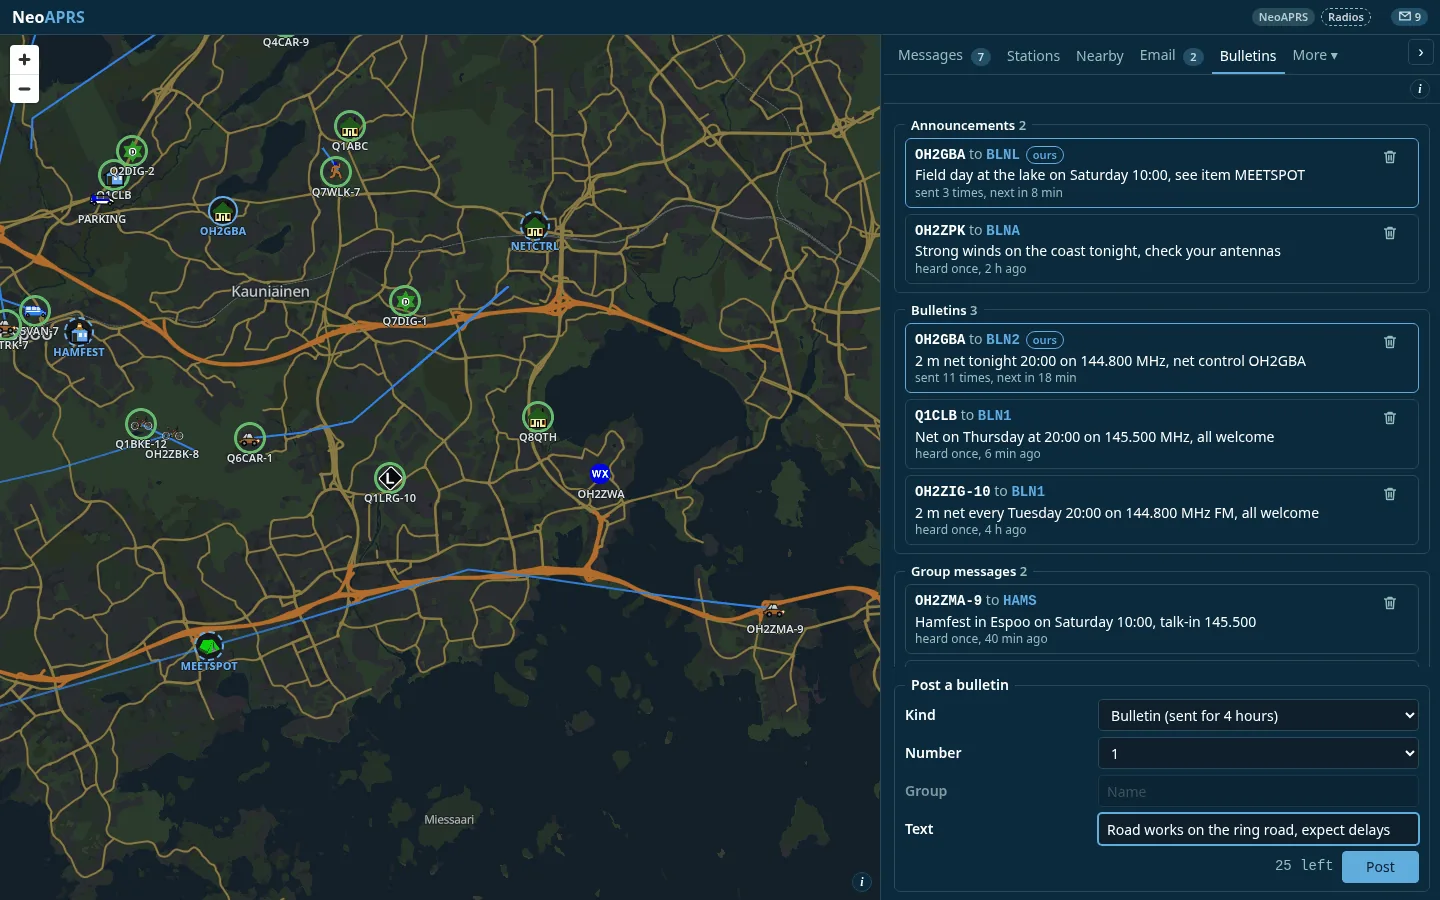 NeoAPRS
NeoAPRS
Radios
9
+
−
Q4CAR-9
Q1ABC
Q2DIG-2
Q1CLB
PARKING
Q7WLK-7
OH2GBA
NETCTRL
Kauniainen
Q7DIG-1
HAMFEST
Q8QTH
Q1BKE-12
OH2ZBK-8
Q6CAR-1
Q1LRG-10
WX
OH2ZWA
OH2ZMA-9
MEETSPOT
Miessaari
i
Messages 7
Stations
Nearby
Email 2
Bulletins
More ▾
›
i
Announcements 2
OH2GBA to BLNL ours
Field day at the lake on Saturday 10:00, see item MEETSPOT
sent 3 times, next in 8 min
OH2ZPK to BLNA
Strong winds on the coast tonight, check your antennas
heard once, 2 h ago
Bulletins 3
OH2GBA to BLN2 ours
2 m net tonight 20:00 on 144.800 MHz, net control OH2GBA
sent 11 times, next in 18 min
Q1CLB to BLN1
Net on Thursday at 20:00 on 145.500 MHz, all welcome
heard once, 6 min ago
OH2ZIG-10 to BLN1
2 m net every Tuesday 20:00 on 144.800 MHz FM, all welcome
heard once, 4 h ago
Group messages 2
OH2ZMA-9 to HAMS
Hamfest in Espoo on Saturday 10:00, talk-in 145.500
heard once, 40 min ago
Post a bulletin
Kind
Bulletin (sent for 4 hours)
Number
1
Group
Name
Text
Road works on the ring road, expect delays
25 left
Post